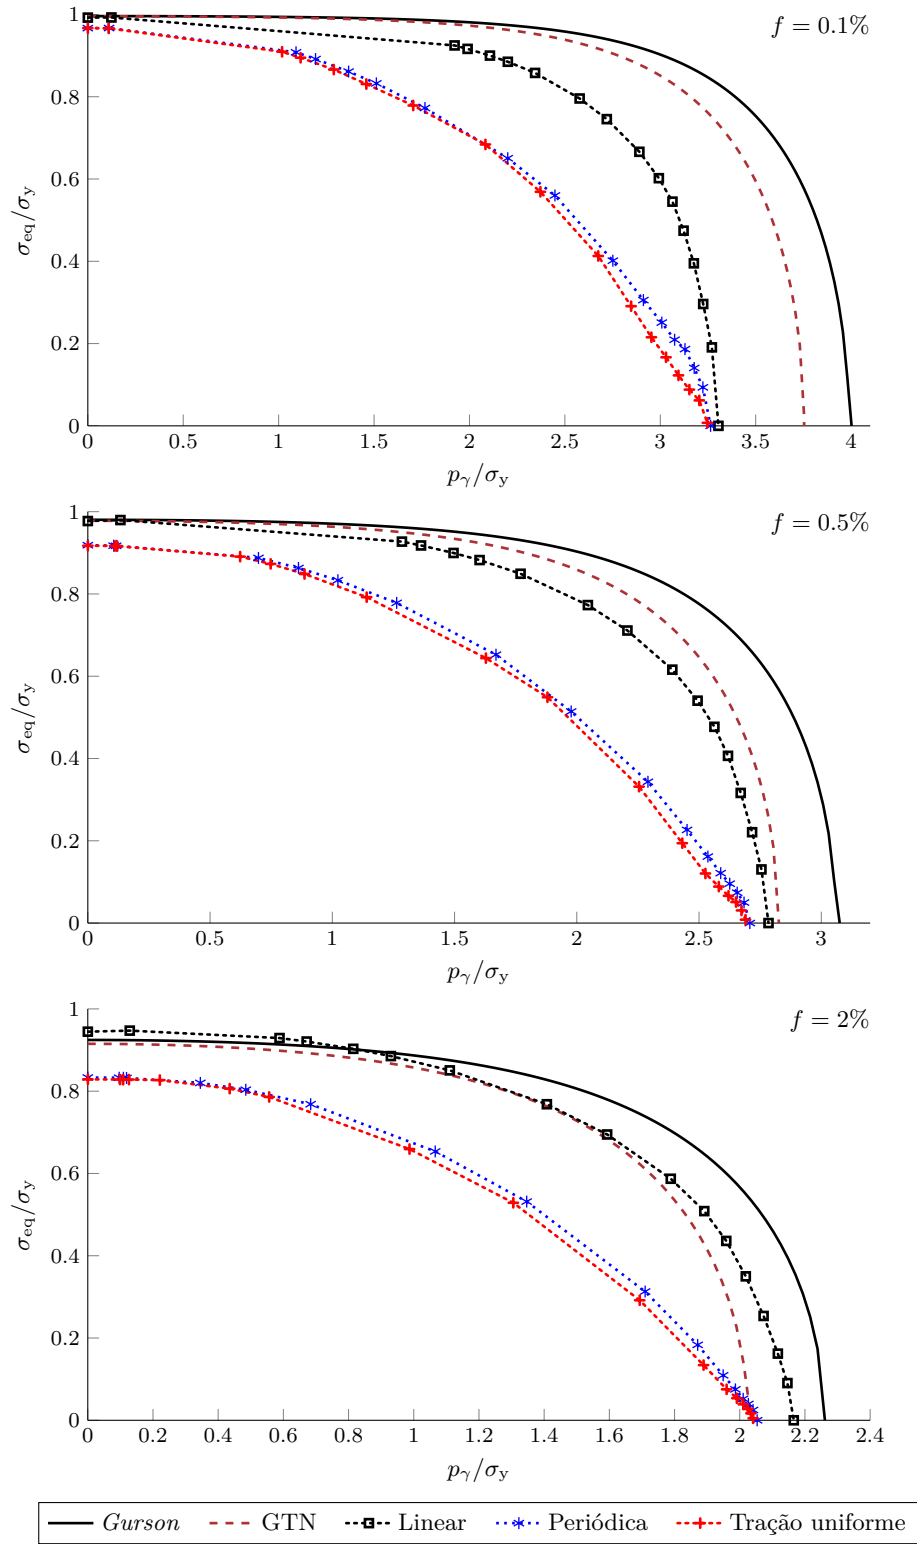 f = 0.1%
1
0.8
0.6
0.4
0.2
0
σeq/σy
0 0.5 1 1.5 2 2.5 3 3.5 4
pγ/σy
f = 0.5%
1
0.8
0.6
0.4
0.2
0
σeq/σy
0 0.5 1 1.5 2 2.5 3
pγ/σy
f = 2%
1
0.8
0.6
0.4
0.2
0
σeq/σy
0 0.2 0.4 0.6 0.8 1 1.2 1.4 1.6 1.8 2 2.2 2.4
pγ/σy
Gurson GTN Linear Periódica Tração uniforme